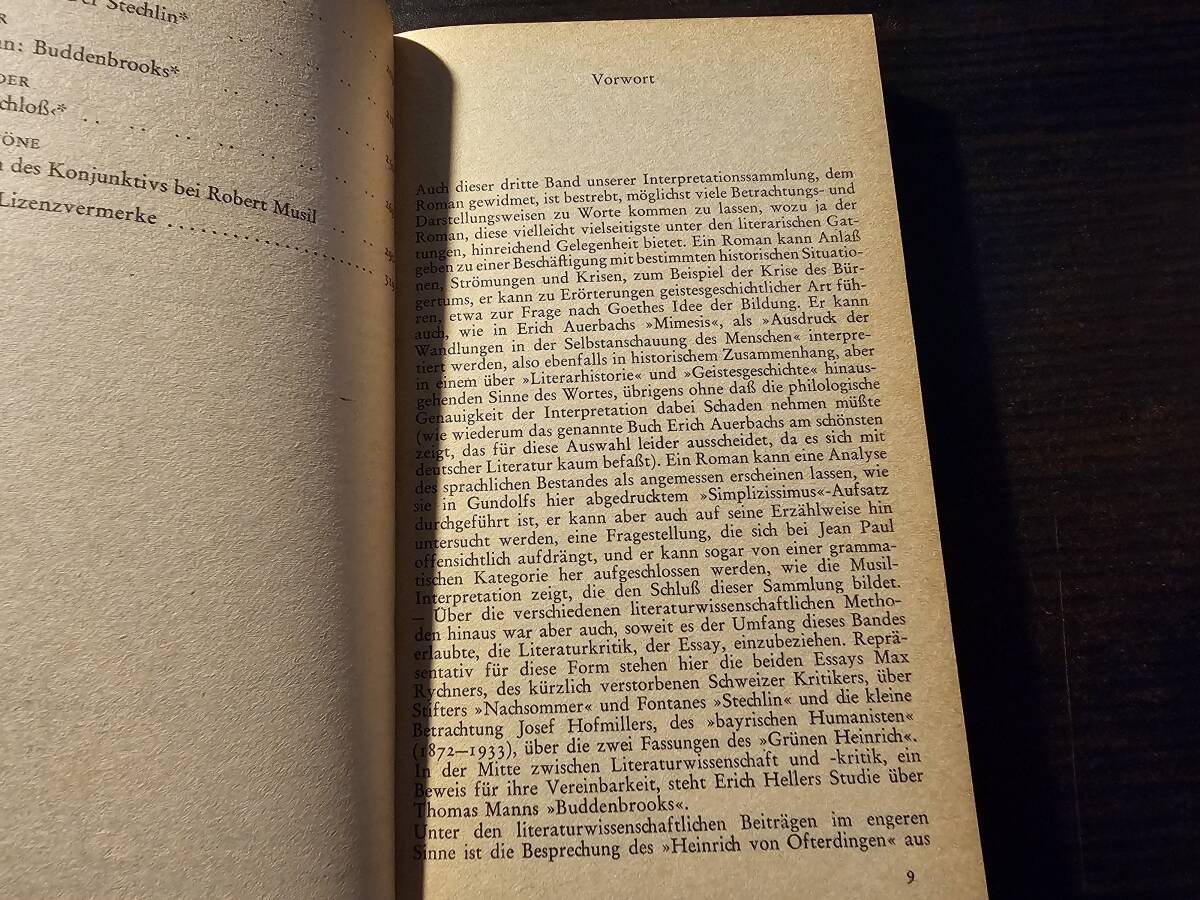 er Stechlin*
R
nn: Buddenbrooks*
DER
chloß‹*
ÖNE
n des Konjunktivs bei Robert Musil
Lizenzvermerke
Vorwort
Auch dieser dritte Band unserer Interpretationssammlung, dem
Roman gewidmet, ist bestrebt, möglichst viele Betrachtungs- und
Darstellungsweisen zu Worte kommen zu lassen, wozu ja der
Roman, diese vielleicht vielseitigste unter den literarischen Gat-
tungen, hinreichend Gelegenheit bietet. Ein Roman kann Anlaß
geben zu einer Beschäftigung mit bestimmten historischen Situatio-
nen, Strömungen und Krisen, zum Beispiel der Krise des Bür-
gertums, er kann zu Erörterungen geistesgeschichtlicher Art füh-
ren, etwa zur Frage nach Goethes Idee der Bildung. Er kann
auch, wie in Erich Auerbachs »Mimesis«, als »Ausdruck der
Wandlungen in der Selbstanschauung des Menschen« interpre-
tiert werden, also ebenfalls in historischem Zusammenhang, aber
in einem über »Literarhistorie« und »Geistesgeschichte« hinaus-
gehenden Sinne des Wortes, übrigens ohne daß die philologische
Genauigkeit der Interpretation dabei Schaden nehmen müßte
(wie wiederum das genannte Buch Erich Auerbachs am schönsten
zeigt, das für diese Auswahl leider ausscheidet, da es sich mit
deutscher Literatur kaum befaßt). Ein Roman kann eine Analyse
des sprachlichen Bestandes als angemessen erscheinen lassen, wie
sie in Gundolfs hier abgedrucktem »Simplizissimus«-Aufsatz
durchgeführt ist, er kann aber auch auf seine Erzählweise hin
untersucht werden, eine Fragestellung, die sich bei Jean Paul
offensichtlich aufdrängt, und er kann sogar von einer gramma-
tischen Kategorie her aufgeschlossen werden, wie die Musil-
Interpretation zeigt, die den Schluß dieser Sammlung bildet.
– Über die verschiedenen literaturwissenschaftlichen Metho-
den hinaus war aber auch, soweit es der Umfang dieses Bandes
erlaubte, die Literaturkritik, der Essay, einzubeziehen. Reprä-
sentativ für diese Form stehen hier die beiden Essays Max
Rychners, des kürzlich verstorbenen Schweizer Kritikers, über
Stifters »Nachsommer« und Fontanes »Stechlin« und die kleine
Betrachtung Josef Hofmillers, des »bayrischen Humanisten«
(1872–1933), über die zwei Fassungen des »Grünen Heinrich«.
In der Mitte zwischen Literaturwissenschaft und -kritik, ein
Beweis für ihre Vereinbarkeit, steht Erich Hellers Studie über
Thomas Manns »Buddenbrooks«.
Unter den literaturwissenschaftlichen Beiträgen im engeren
Sinne ist die Besprechung des »Heinrich von Ofterdingen« aus
9